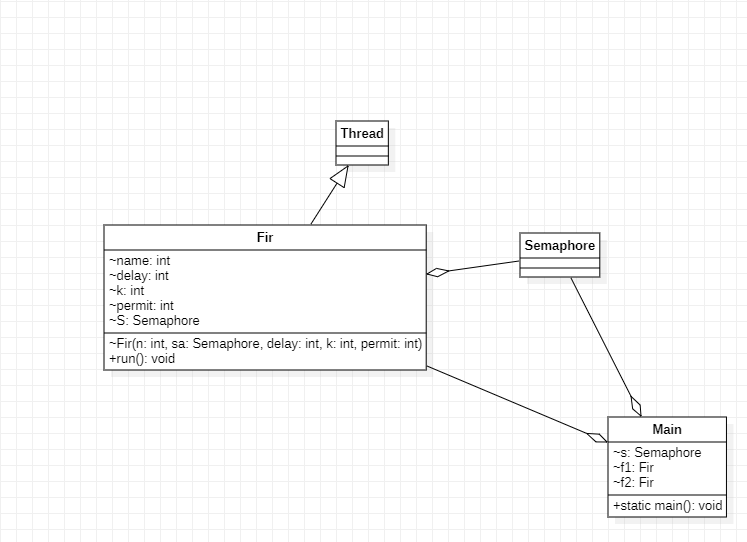 Thread
Fir
~name: int
~delay: int
~k: int
~permit: int
~S: Semaphore
~Fir(n: int, sa: Semaphore, delay: int, k: int, permit: int)
+run(): void
Semaphore
Main
~s: Semaphore
~f1: Fir
~f2: Fir
+static main(): void